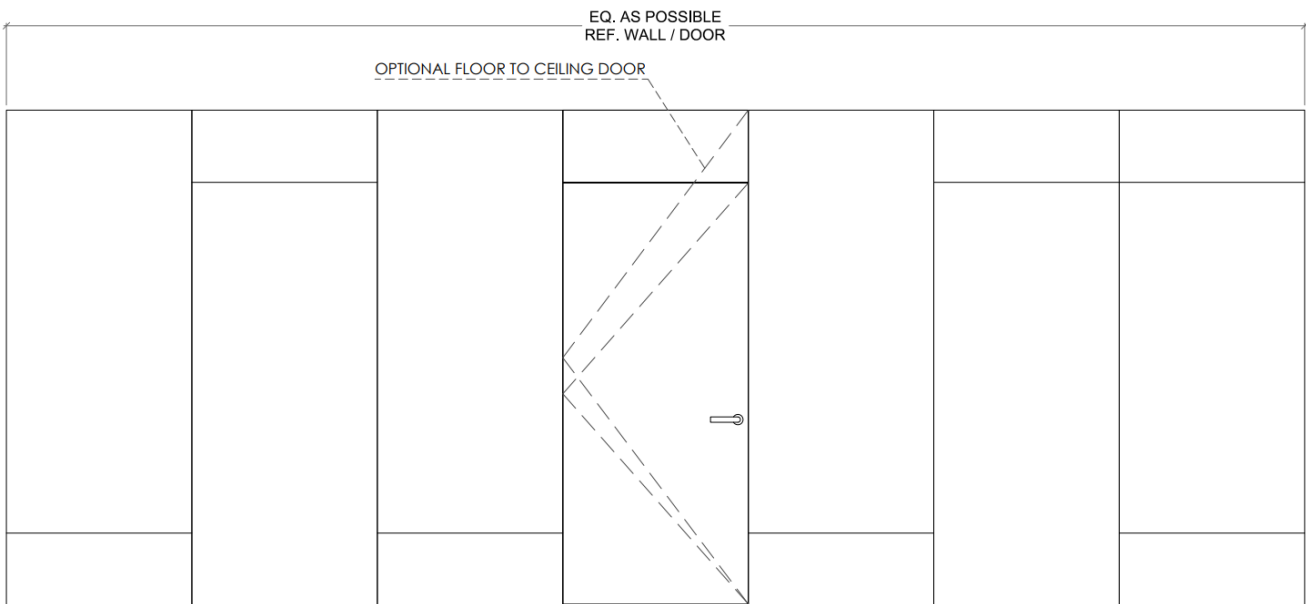 EQ. AS POSSIBLE
REF. WALL / DOOR
OPTIONAL FLOOR TO CEILING DOOR